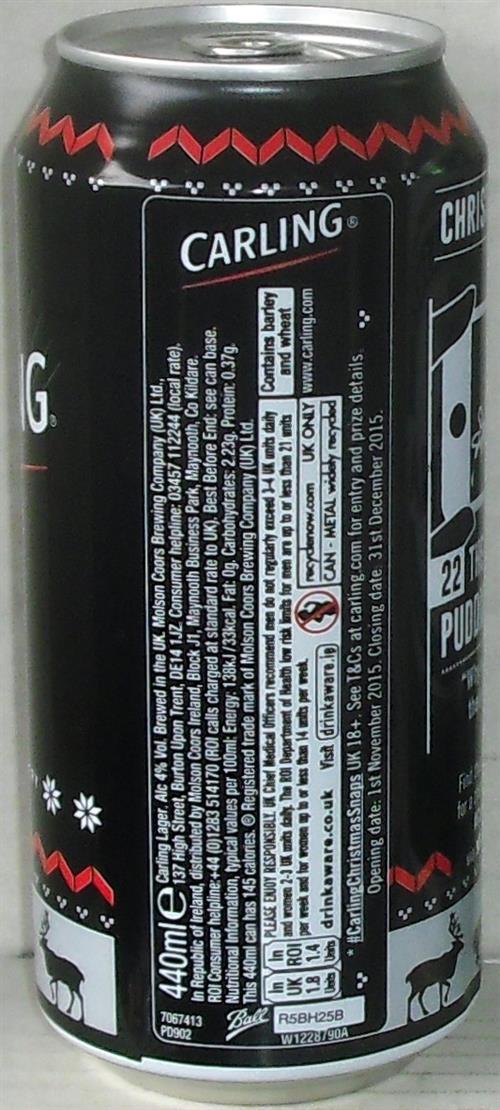 CARLING®
440ml e Carling Lager. Alc 4% Vol. Brewed in the UK. Molson Coors Brewing Company (UK) Ltd.,
137 High Street, Burton Upon Trent, DE14 1JZ. Consumer helpline: 03457 112244 (local rate).
In Republic of Ireland, distributed by Molson Coors Ireland, Block J1, Maynooth Business Park, Maynooth, Co Kildare.
ROI Consumer helpline:+44 (0)1283 514170 (ROI calls charged at standard rate to UK). Best Before End: see can base.
Nutritional Information, typical values per 100ml: Energy: 138kJ / 33kcal. Fat: 0g. Carbohydrates: 2.23g. Protein: 0.37g.
This 440ml can has 145 calories. ® Registered trade mark of Molson Coors Brewing Company (UK) Ltd.
In UK 1.8 Units
In ROI 1.4 Units
PLEASE ENJOY RESPONSIBLY. UK Chief Medical Officers recommend men do not regularly exceed 3-4 UK units daily
and women 2-3 UK units daily. The ROI Department of Health low risk limits for men are up to or less than 21 units
per week and for women up to or less than 14 units per week.
drinkaware.co.uk Visit drinkaware.ie
Contains barley
and wheat
recyclenow.com UK ONLY
CAN - METAL widely recycled
www.carling.com
* #CarlingChristmasSnaps UK 18+. See T&Cs at carling.com for entry and prize details.
Opening date: 1st November 2015. Closing date: 31st December 2015.
7067413
PD902
Ball
R5BH25B
W1228790A
G®
CHRIS
22 TH
PUDD